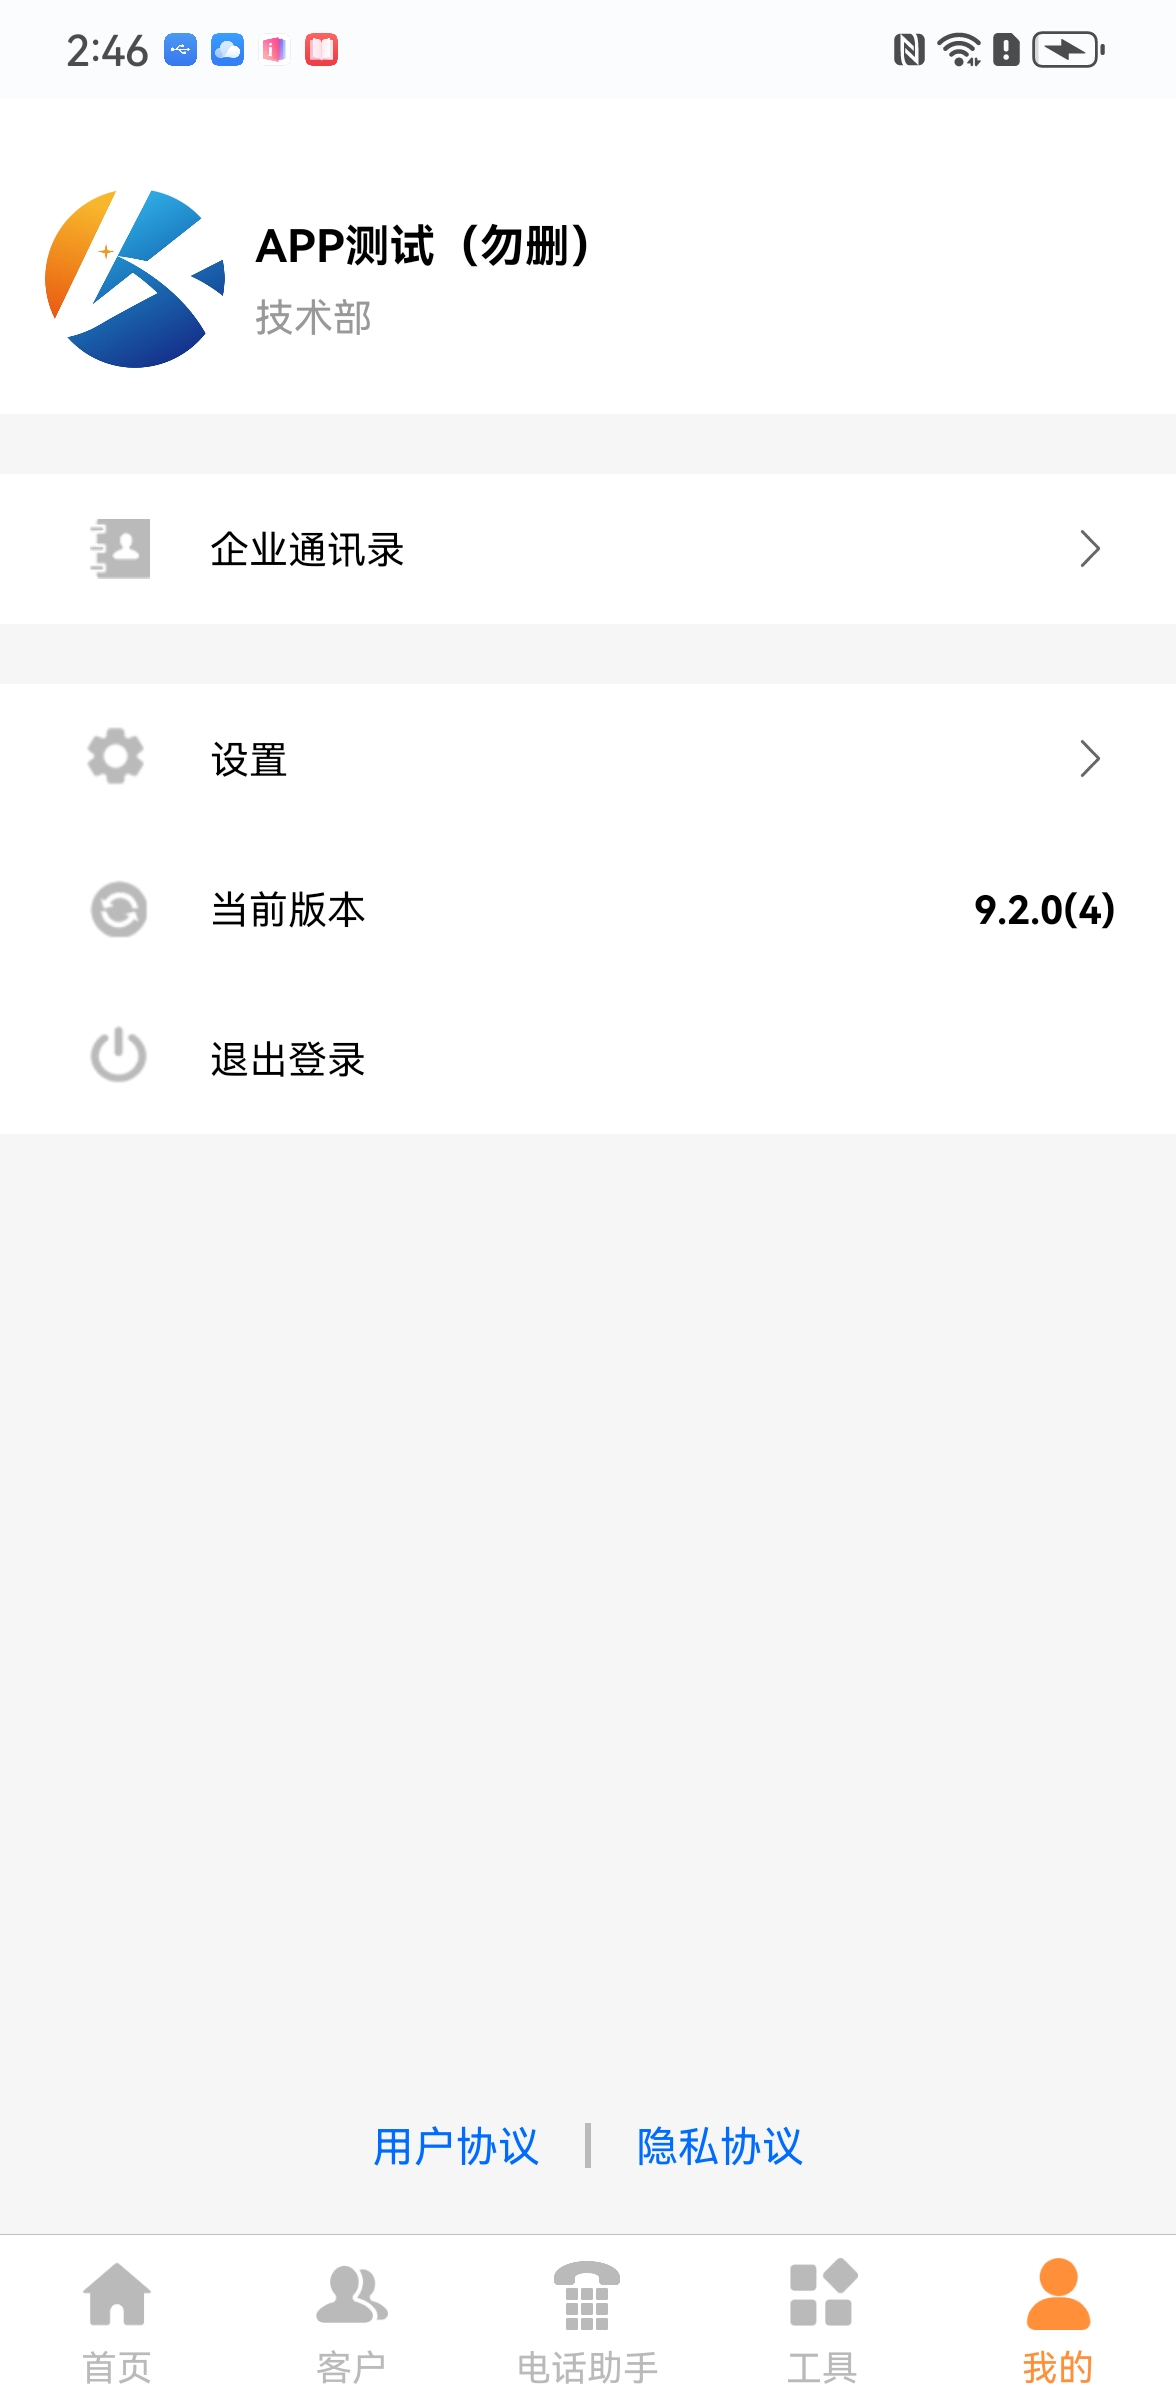 2:46
APP测试（勿删）
技术部
企业通讯录
设置
当前版本
9.2.0(4)
退出登录
用户协议
隐私协议
首页
客户
电话助手
工具
我的